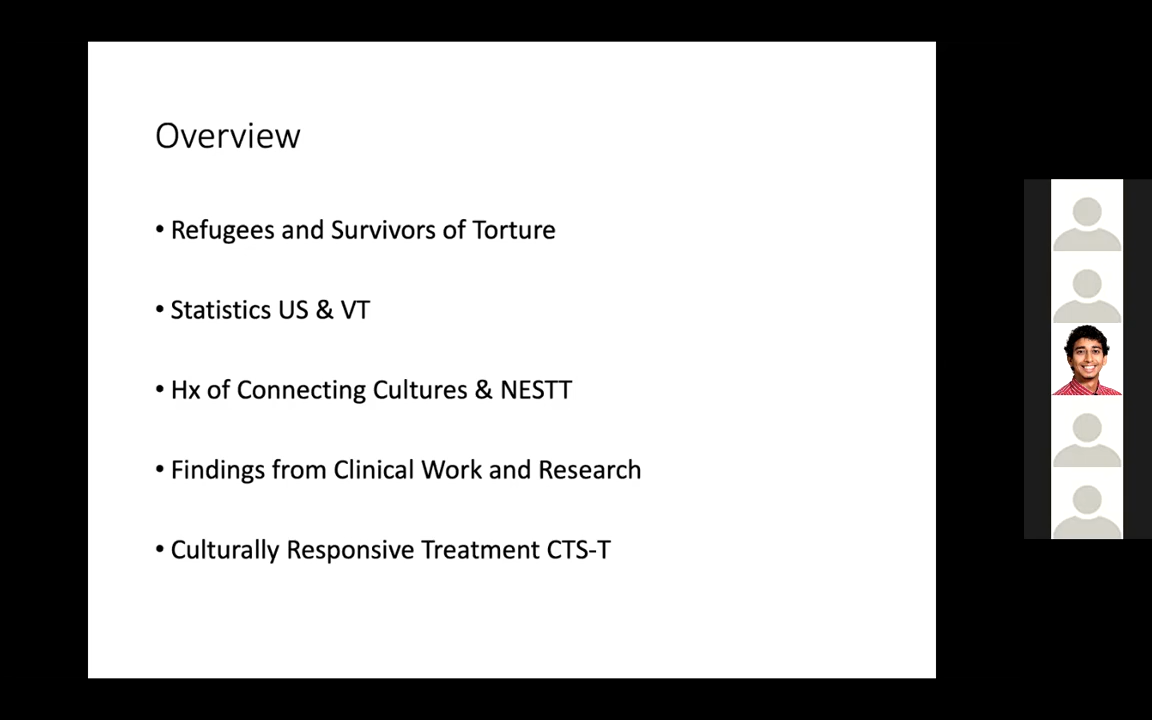 Overview
• Refugees and Survivors of Torture
• Statistics US & VT
• Hx of Connecting Cultures & NESTT
• Findings from Clinical Work and Research
• Culturally Responsive Treatment CTS-T